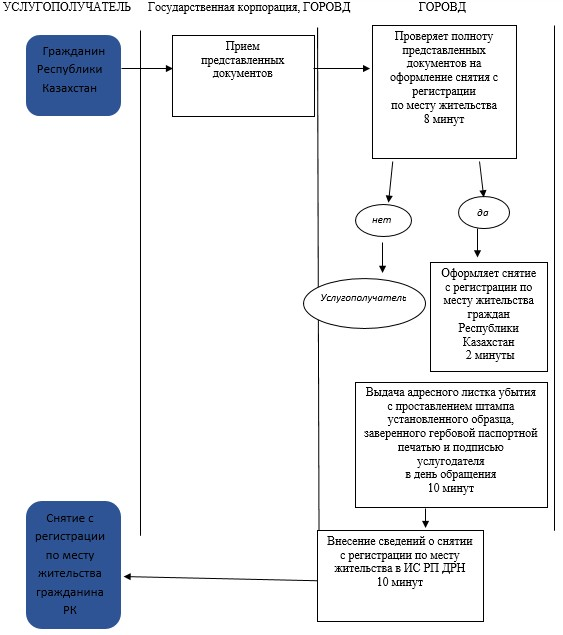 УСЛУГОПОЛУЧАТЕЛЬ
Государственная корпорация, ГОРОВД
ГОРОВД
Гражданин
Республики
Казахстан
Прием
представленных
документов
Проверяет полноту
представленных
документов на
оформление снятия с
регистрации
по месту жительства
8 минут
нет
да
Услугополучатель
Оформляет снятие
с регистрации по
месту жительства
граждан
Республики
Казахстан
2 минуты
Выдача адресного листка убытия
с проставлением штампа
установленного образца,
заверенного гербовой паспортной
печатью и подписью
услугодателя
в день обращения
10 минут
Внесение сведений о снятии
с регистрации по месту
жительства в ИС РП ДРН
10 минут
Снятие с
регистрации
по месту
жительства
гражданина
РК